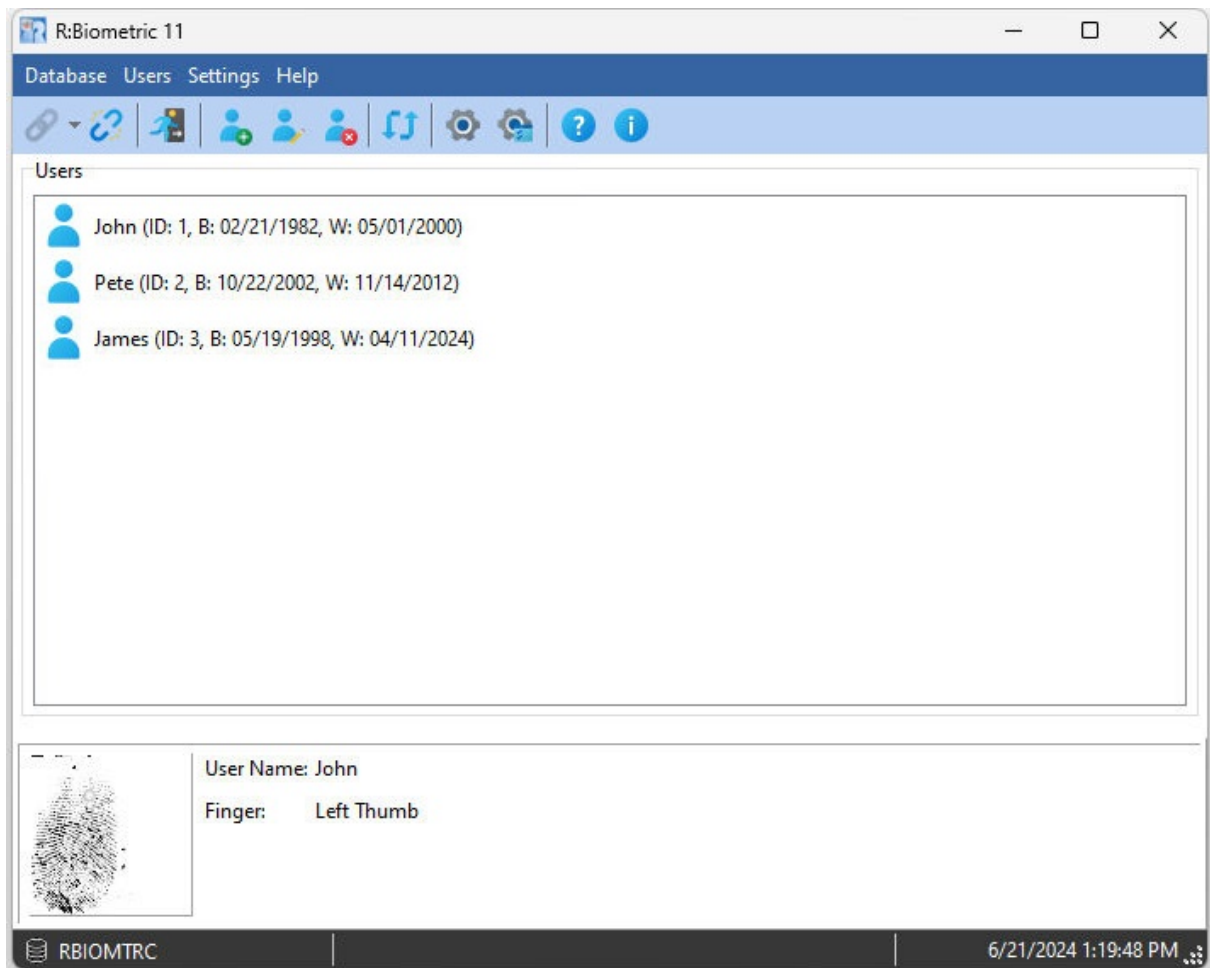 R:Biometric 11
Database Users Settings Help
Users
John (ID: 1, B: 02/21/1982, W: 05/01/2000)
Pete (ID: 2, B: 10/22/2002, W: 11/14/2012)
James (ID: 3, B: 05/19/1998, W: 04/11/2024)
User Name: John
Finger: Left Thumb
RBIOMTRC 6/21/2024 1:19:48 PM